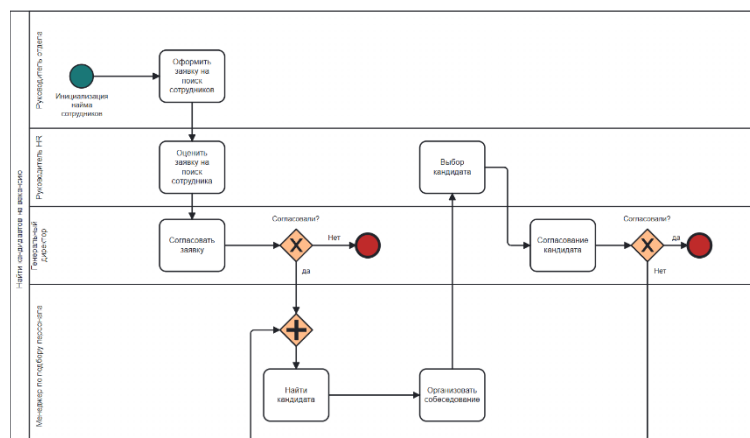 Найти кандидатов на вакансию
Руководитель отдела
Инициализация
найма
сотрудников
Оформить
заявку на
поиск
сотрудников
Руководитель HR
Оценить
заявку на
поиск
сотрудника
Выбор
кандидата
Генеральный
директор
Согласовать
заявку
Согласовали?
Нет
да
Согласование
кандидата
Согласовали?
да
Нет
Менеджер по подбору персонала
Найти
кандидата
Организовать
собеседование